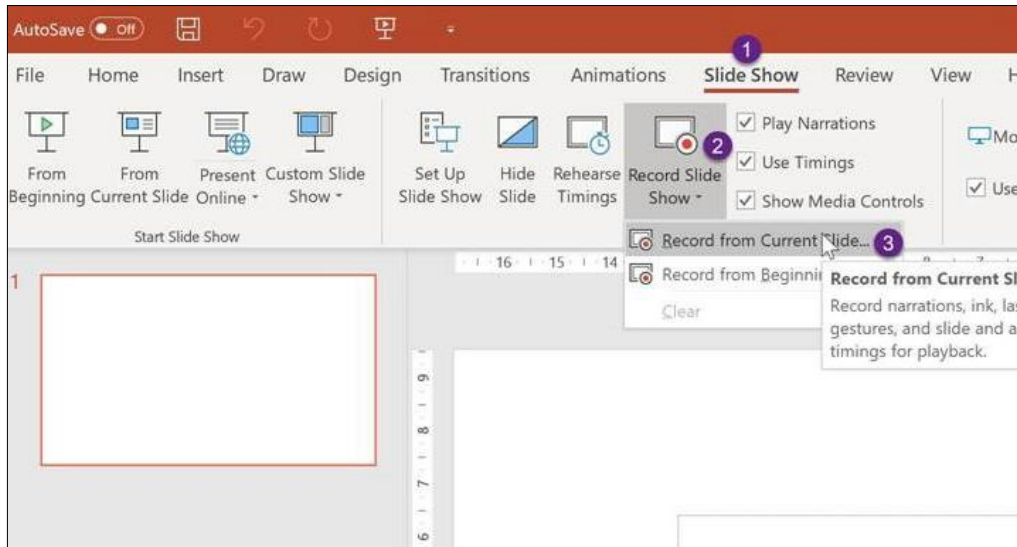 AutoSave Off
1
File Home Insert Draw Design Transitions Animations Slide Show Review View H
Play Narrations
2
Mo
Use Timings
From Beginning
From Current Slide
Present Online
Custom Slide Show
Set Up Slide Show
Hide Slide
Rehearse Timings
Record Slide Show
Show Media Controls
Use
Start Slide Show
Record from Current Slide... 3
16 15 14
Record from Beginni
Record from Current Sl
Clear
Record narrations, ink, las
gestures, and slide and a
timings for playback.
1
9
8
7
6